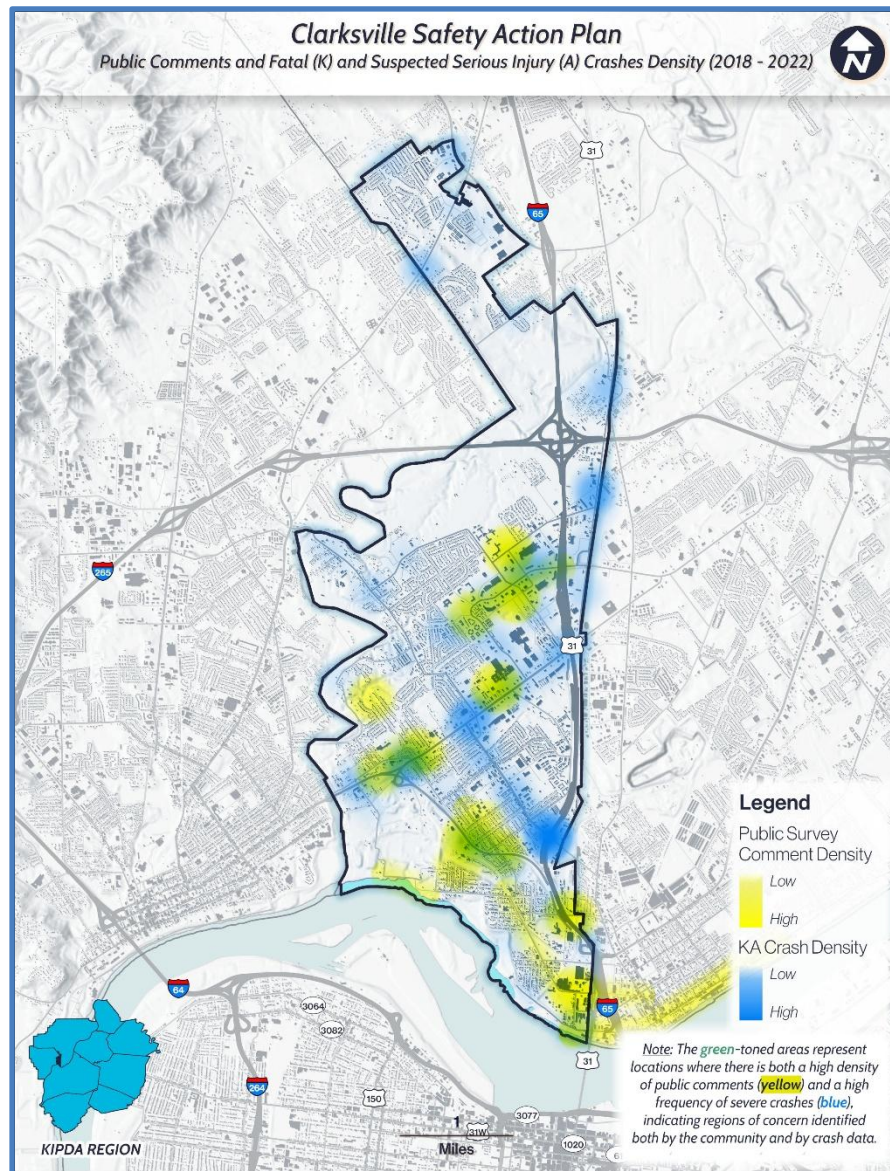 Clarksville Safety Action Plan
Public Comments and Fatal (K) and Suspected Serious Injury (A) Crashes Density (2018 - 2022)
N
31
65
265
31
Legend
Public Survey
Comment Density
Low
High
KA Crash Density
Low
High
64
65
3064
3082
31
Note: The green-toned areas represent
locations where there is both a high density
of public comments (yellow) and a high
frequency of severe crashes (blue),
indicating regions of concern identified
both by the community and by crash data.
264
150
3077
1
31W
Miles
1020
6
KIPDA REGION